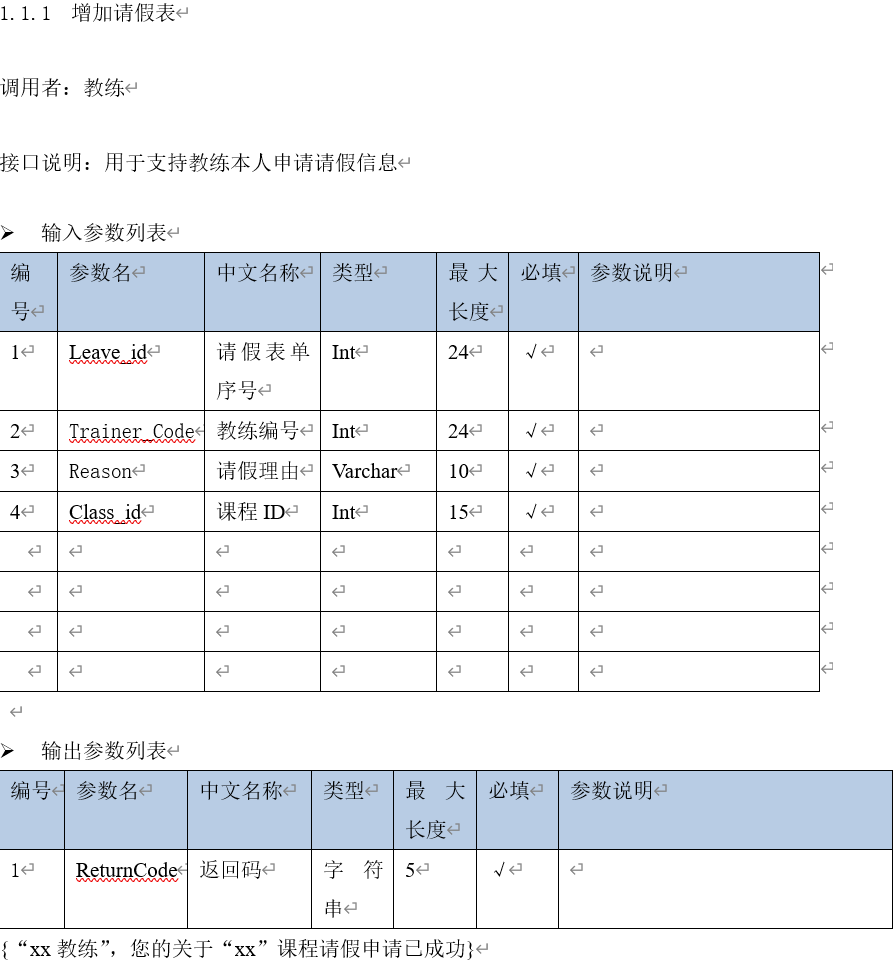 1.1.1 增加请假表
调用者：教练
接口说明：用于支持教练本人申请请假信息
➢ 输入参数列表
编号 参数名 中文名称 类型 最大长度 必填 参数说明
1 Leave_id 请假表单序号 Int 24 √
2 Trainer_Code 教练编号 Int 24 √
3 Reason 请假理由 Varchar 10 √
4 Class_id 课程 ID Int 15 √
➢ 输出参数列表
编号 参数名 中文名称 类型 最大长度 必填 参数说明
1 ReturnCode 返回码 字符串 5 √
{“xx 教练”，您的关于“xx”课程请假申请已成功}